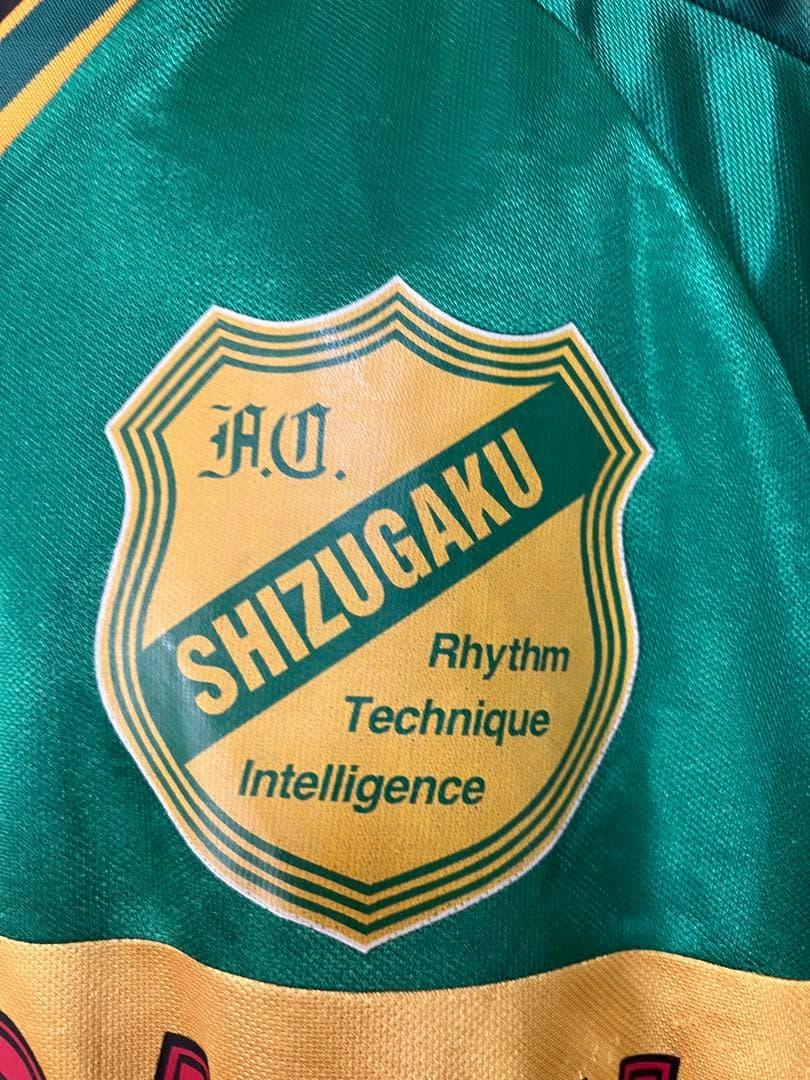 A.C.
SHIZUGAKU
Rhythm
Technique
Intelligence